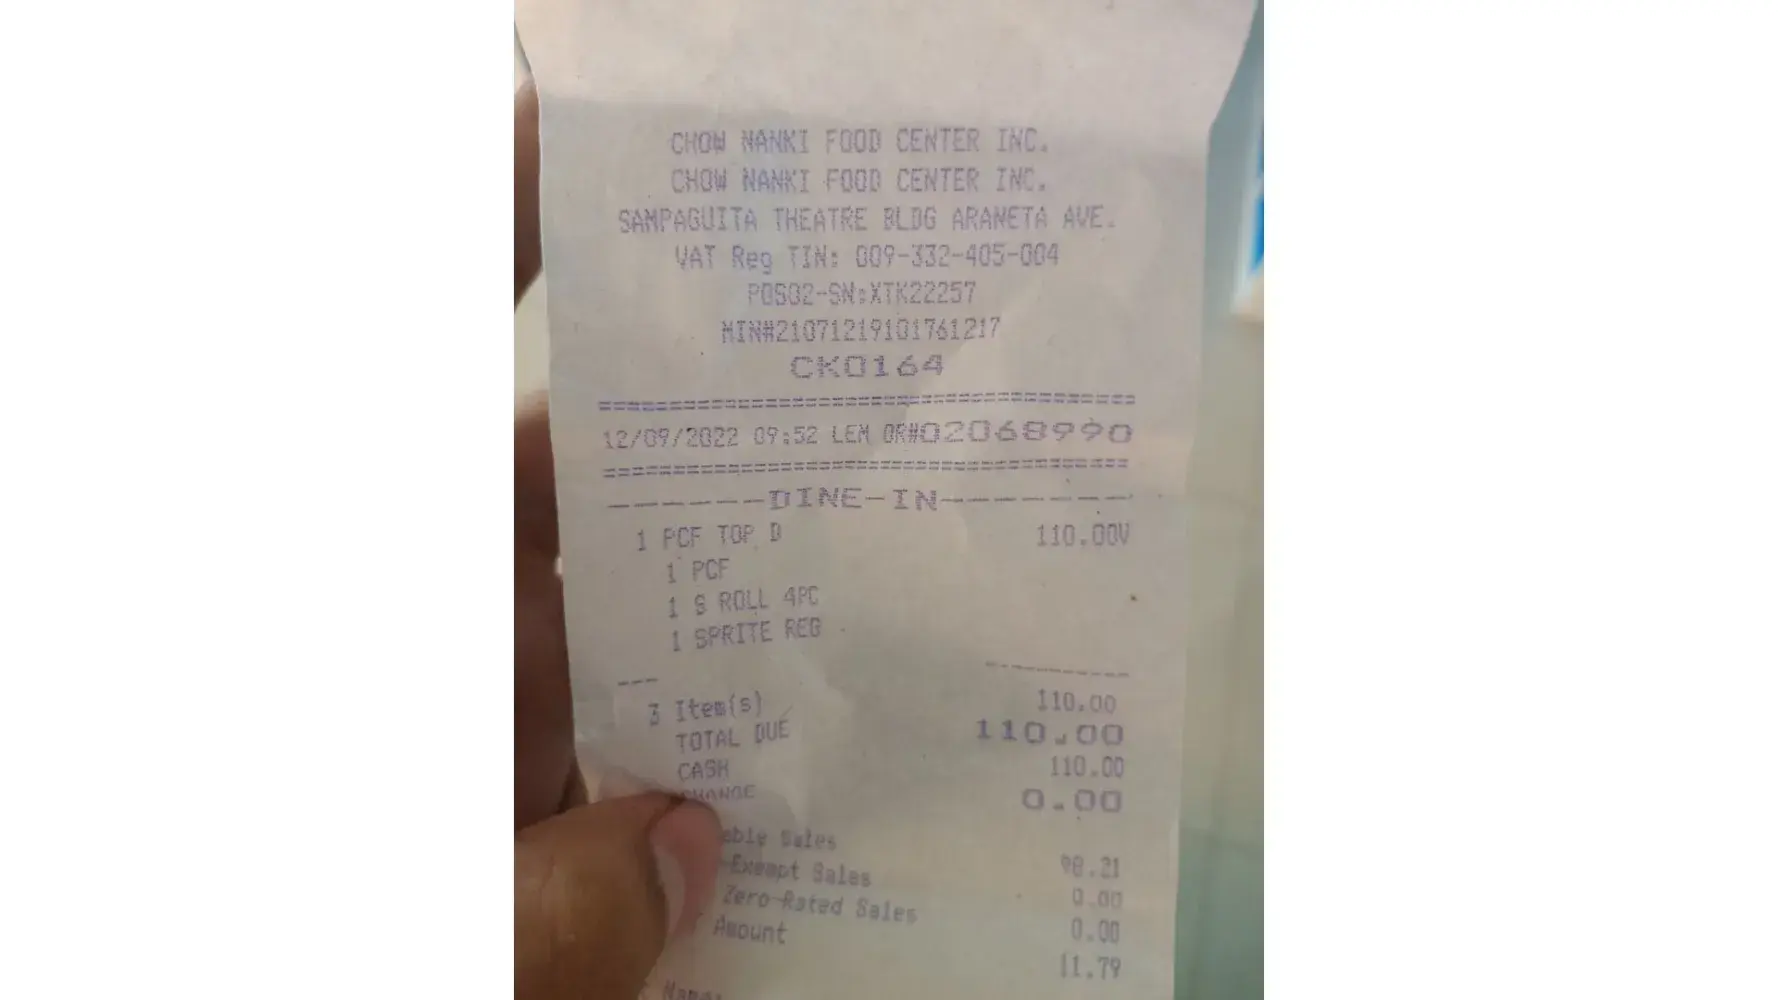 CHOW NANKI FOOD CENTER INC.
CHOW NANKI FOOD CENTER INC.
SAMPAGUITA THEATRE BLDG ARANETA AVE.
VAT Reg TIN: 009-332-405-004
POS02-SN:XTK22257
MIN#21071219101761217
CK0164
==========================================
12/09/2022 09:52 LEM OR#02068990
==========================================
------DINE-IN-------
1 PCF TOP D 110.00V
1 PCF
1 S ROLL 4PC
1 SPRITE REG
---
3 Item(s) 110.00
TOTAL DUE 110.00
CASH 110.00
CHANGE 0.00
able Sales 98.21
-Exempt Sales 0.00
Zero-Rated Sales 0.00
Amount 11.79
Name: